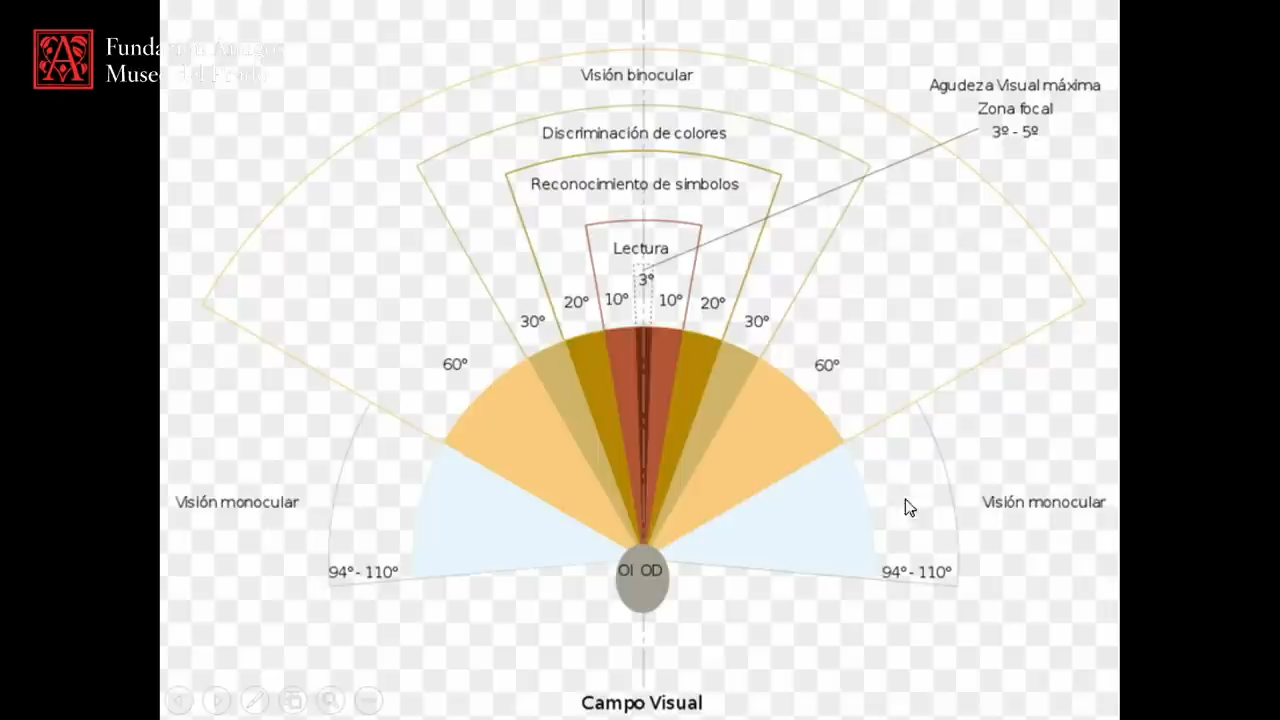 Fundación Amigos
Museo del Prado
Visión binocular
Agudeza Visual máxima
Zona focal
3º - 5º
Discriminación de colores
Reconocimiento de símbolos
Lectura
3º
20º 10º 10º 20º
30º 30º
60º 60º
Visión monocular Visión monocular
94º - 110º 94º - 110º
OI OD
Campo Visual